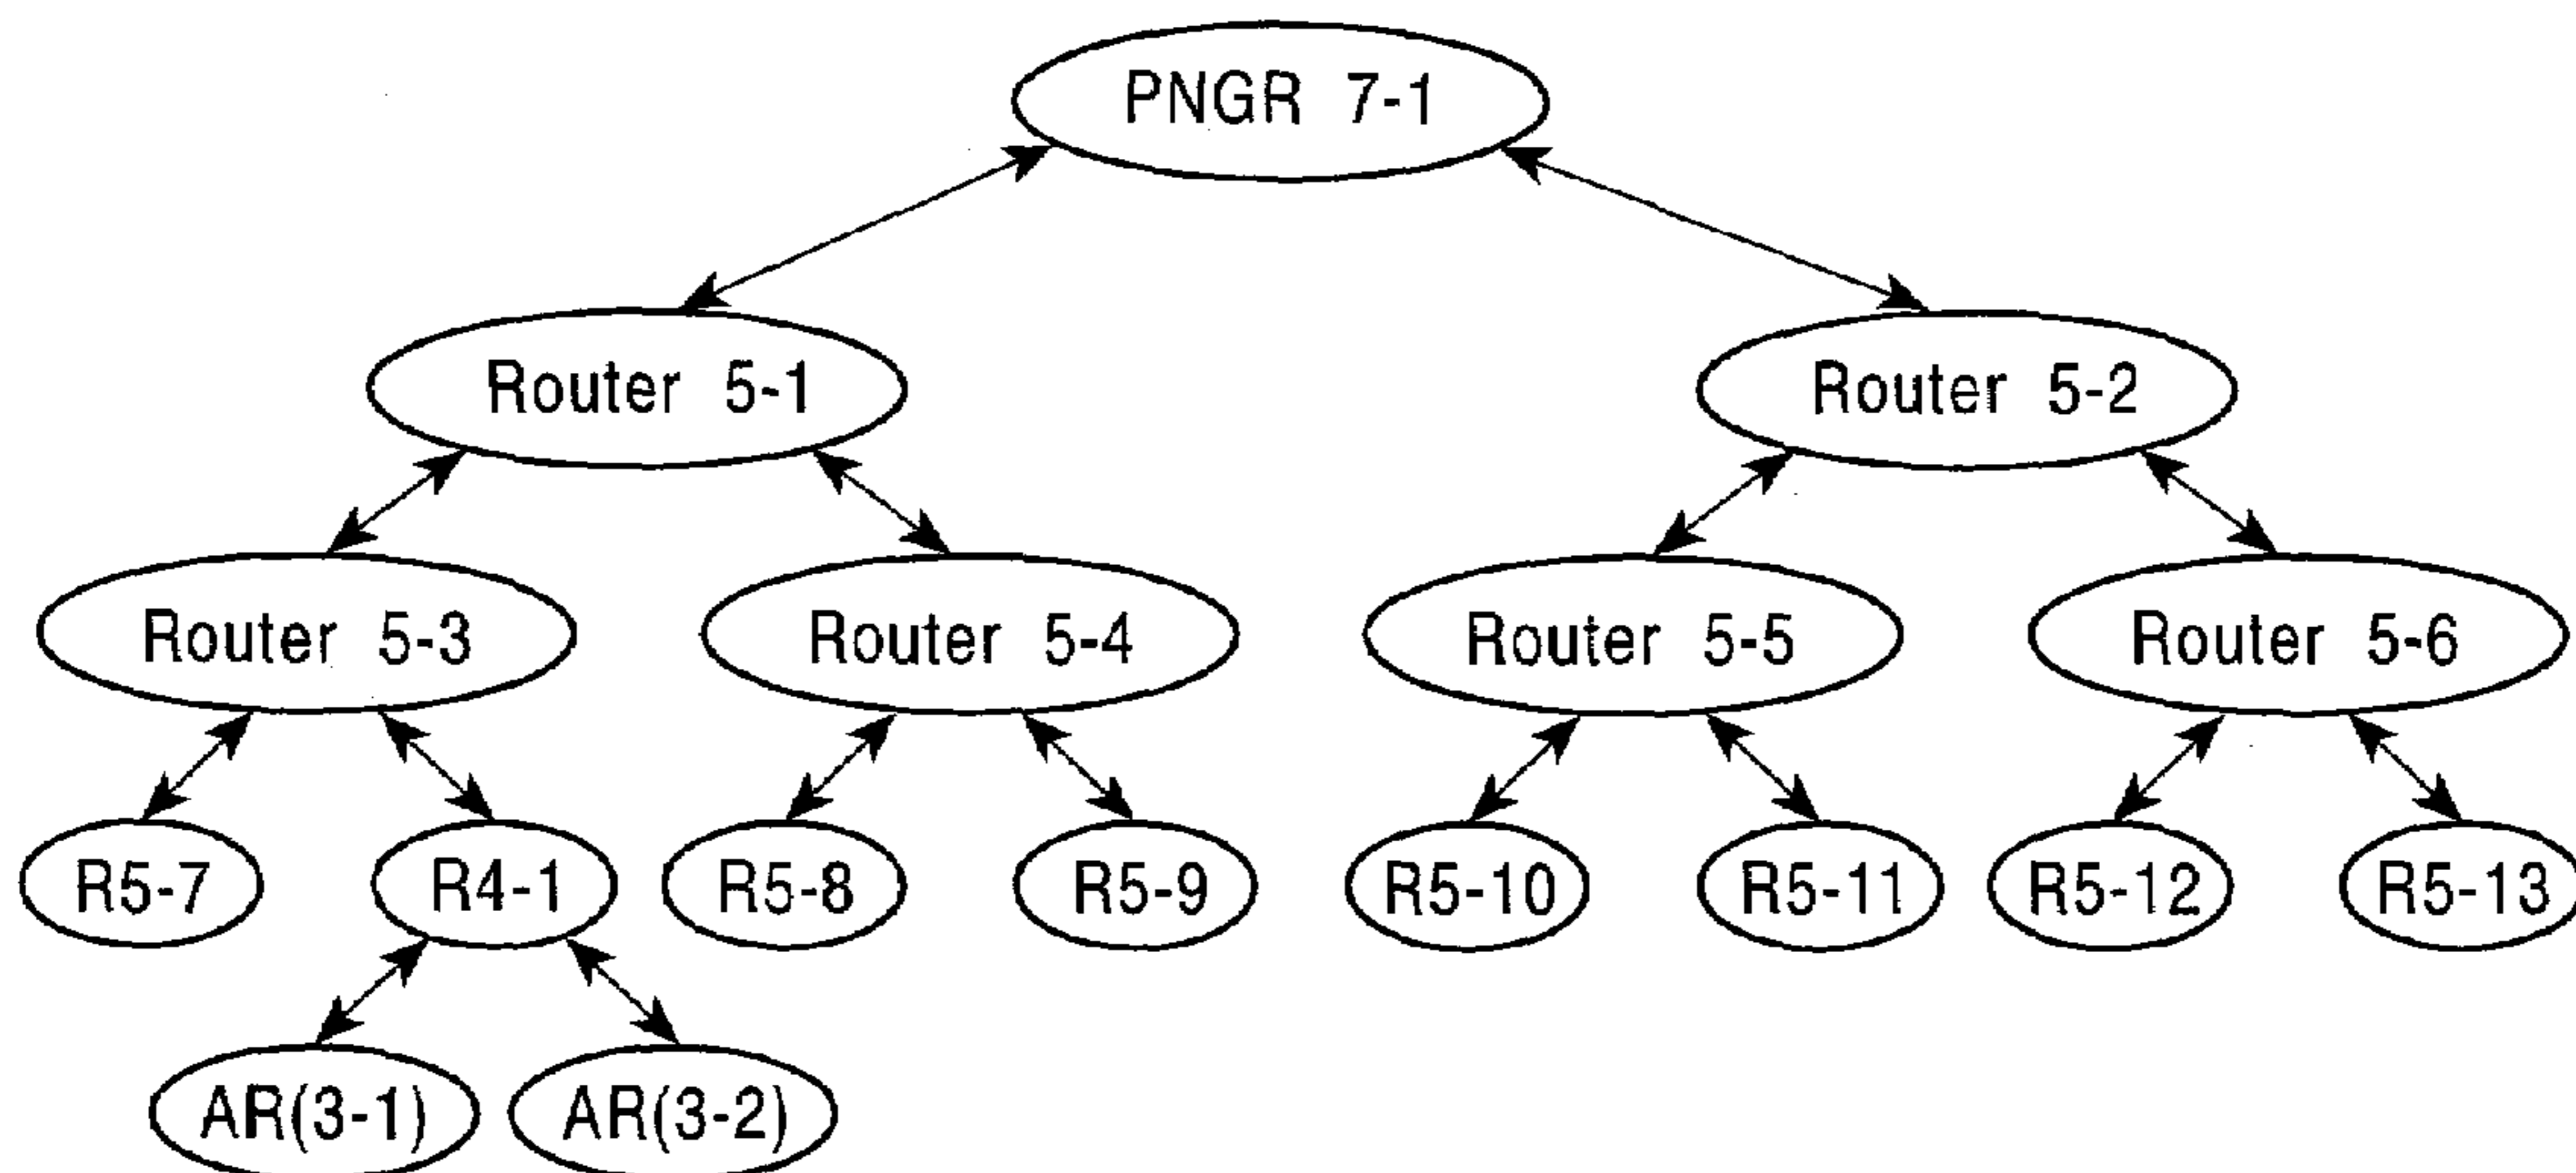 PNGR 7-1
Router 5-1
Router 5-2
Router 5-3
Router 5-4
Router 5-5
Router 5-6
R5-7
R4-1
R5-8
R5-9
R5-10
R5-11
R5-12
R5-13
AR(3-1)
AR(3-2)